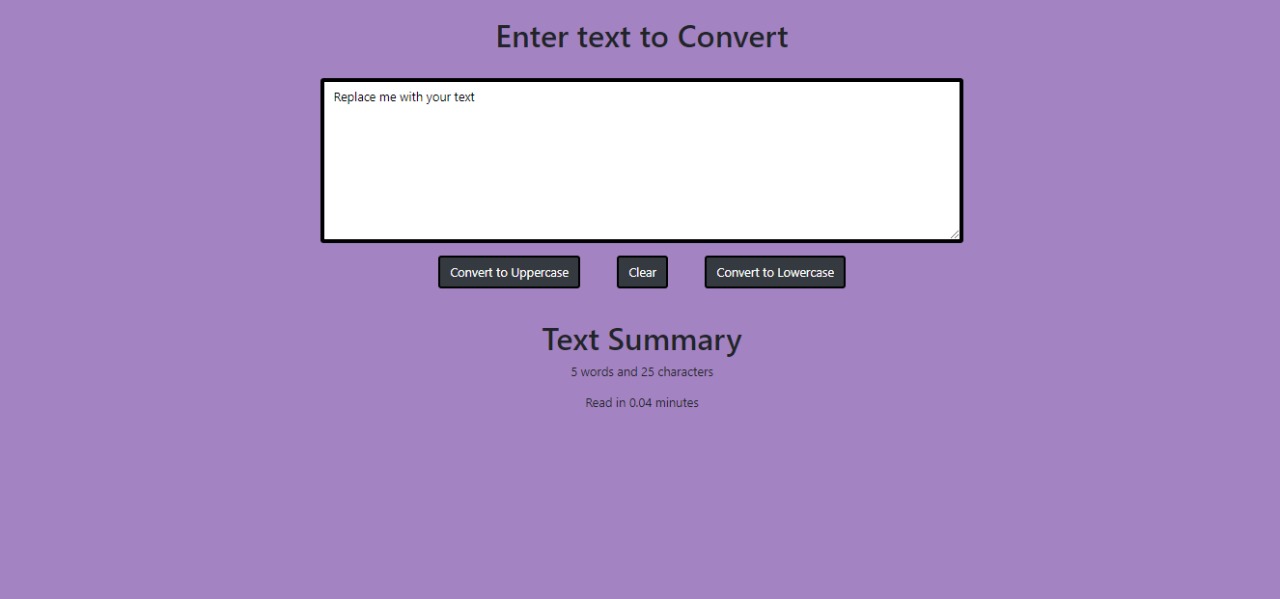 Enter text to Convert
Replace me with your text
Convert to Uppercase Clear Convert to Lowercase
Text Summary
5 words and 25 characters
Read in 0.04 minutes